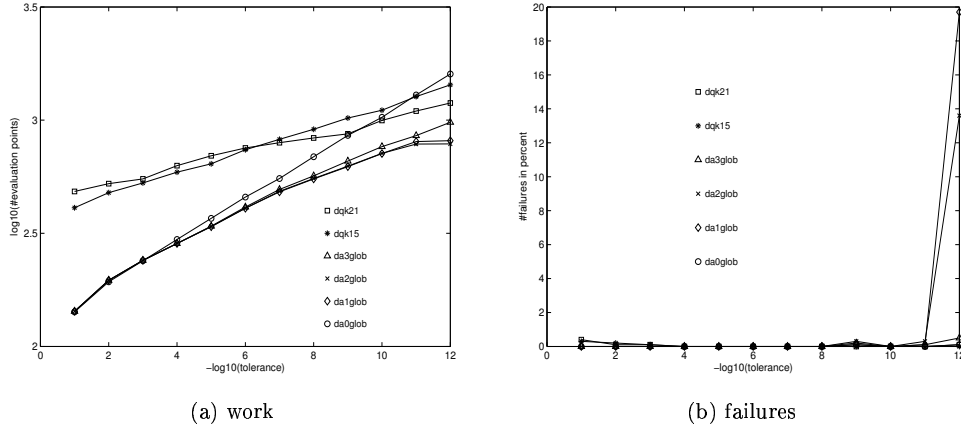 3.5
3
2.5
2
log10(#evaluation points)
dqk21
dqk15
da3glob
da2glob
da1glob
da0glob
0 2 4 6 8 10 12
−log10(tolerance)
(a) work
20
18
16
14
12
10
8
6
4
2
0
#failures in percent
dqk21
dqk15
da3glob
da2glob
da1glob
da0glob
0 2 4 6 8 10 12
−log10(tolerance)
(b) failures